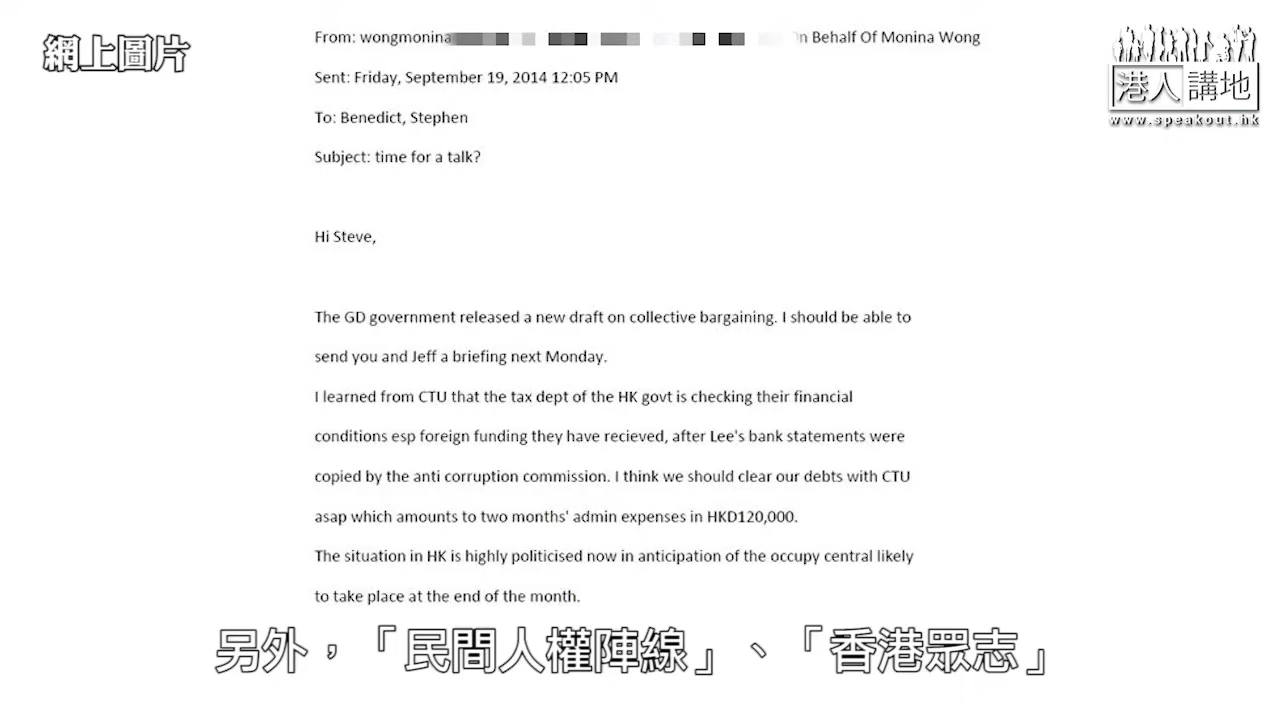 網上圖片
From: wongmonina On Behalf Of Monina Wong
港人講地
www.speakout.hk
Sent: Friday, September 19, 2014 12:05 PM
To: Benedict, Stephen
Subject: time for a talk?
Hi Steve,
The GD government released a new draft on collective bargaining. I should be able to
send you and Jeff a briefing next Monday.
I learned from CTU that the tax dept of the HK govt is checking their financial
conditions esp foreign funding they have recieved, after Lee's bank statements were
copied by the anti corruption commission. I think we should clear our debts with CTU
asap which amounts to two months' admin expenses in HKD120,000.
The situation in HK is highly politicised now in anticipation of the occupy central likely
to take place at the end of the month.
另外，「民間人權陣線」、「香港眾志」